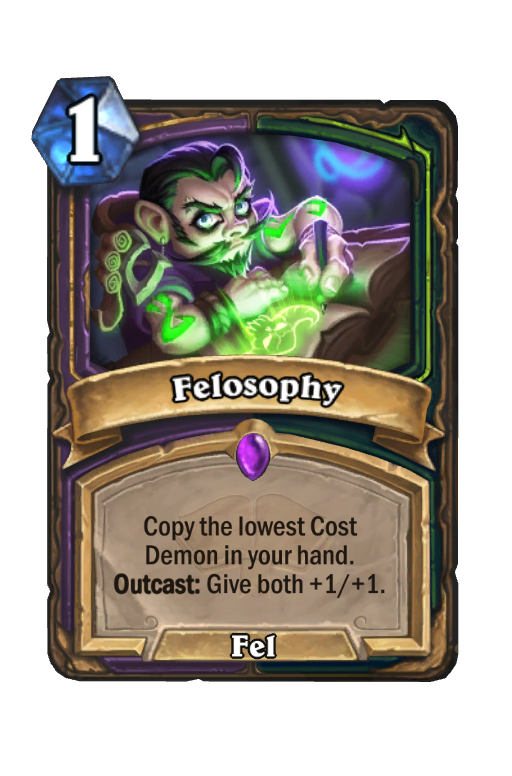 1
Felosophy
Copy the lowest Cost
Demon in your hand.
Outcast: Give both +1/+1.
Fel